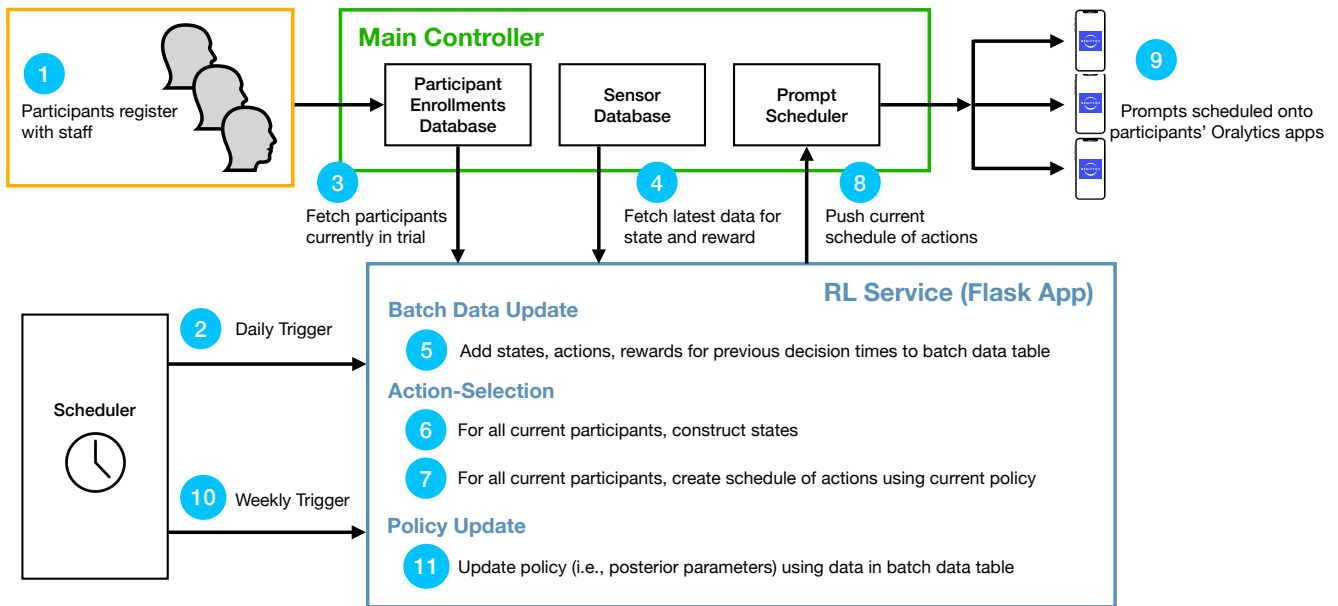 1
Participants register
with staff
Main Controller
Participant
Enrollments
Database
Sensor
Database
Prompt
Scheduler
9
Prompts scheduled onto
participants' Oralytics apps
3
Fetch participants
currently in trial
4
Fetch latest data for
state and reward
8
Push current
schedule of actions
RL Service (Flask App)
Scheduler
2
Daily Trigger
10
Weekly Trigger
Batch Data Update
5
Add states, actions, rewards for previous decision times to batch data table
Action-Selection
6
For all current participants, construct states
7
For all current participants, create schedule of actions using current policy
Policy Update
11
Update policy (i.e., posterior parameters) using data in batch data table